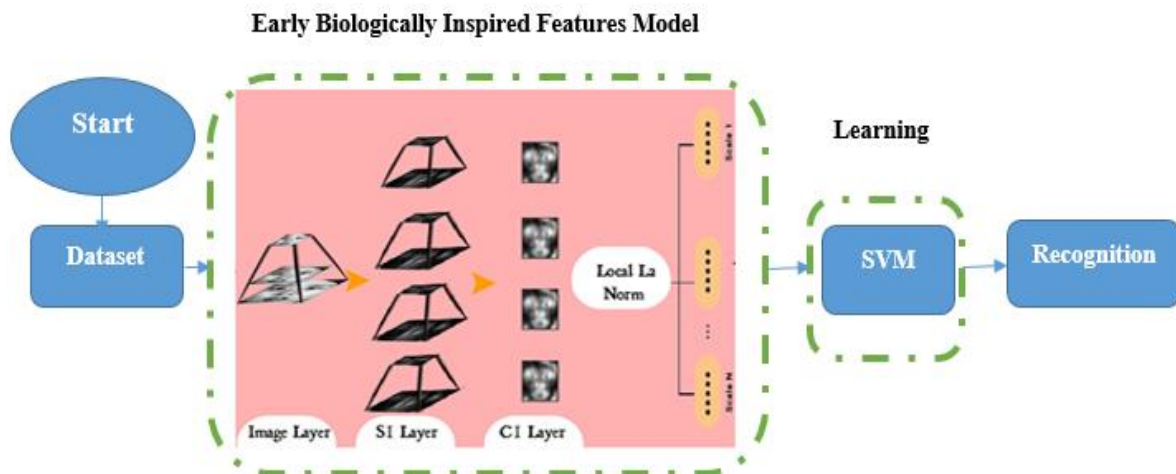 Early Biologically Inspired Features Model
Start
Dataset
Image Layer
S1 Layer
C1 Layer
Local La
Norm
Scale 1
...
Scale N
Learning
SVM
Recognition